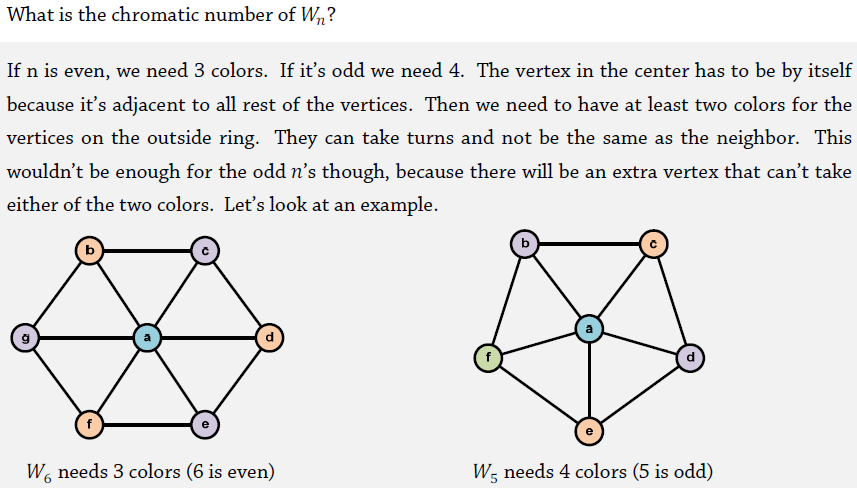 What is the chromatic number of Wn?
If n is even, we need 3 colors. If it's odd we need 4. The vertex in the center has to be by itself
because it's adjacent to all rest of the vertices. Then we need to have at least two colors for the
vertices on the outside ring. They can take turns and not be the same as the neighbor. This
wouldn't be enough for the odd n's though, because there will be an extra vertex that can't take
either of the two colors. Let's look at an example.
b c
g a d
f e
b c
a
f d
e
W6 needs 3 colors (6 is even)
W5 needs 4 colors (5 is odd)